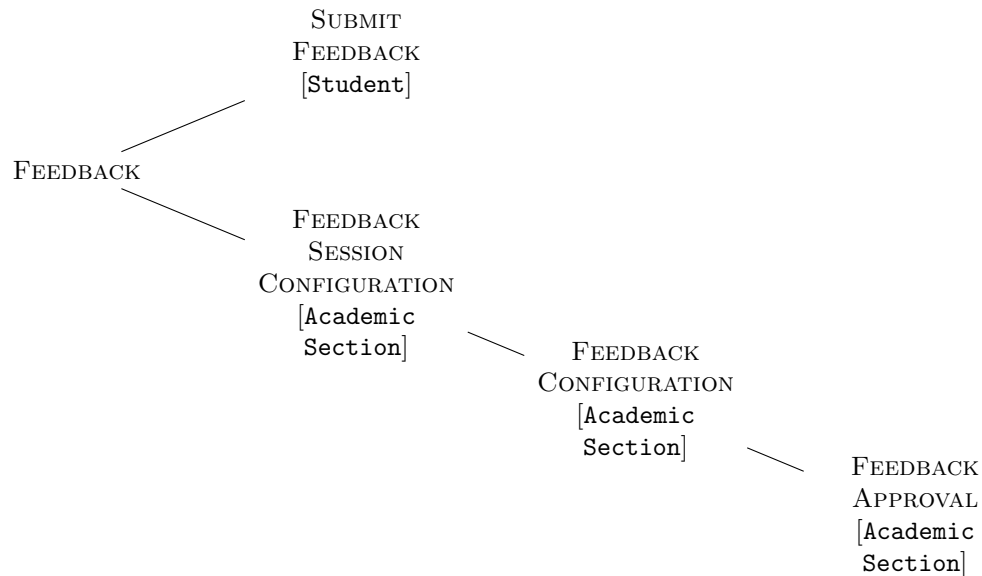 SUBMIT
FEEDBACK
[Student]
FEEDBACK
FEEDBACK
SESSION
CONFIGURATION
[Academic
Section]
FEEDBACK
CONFIGURATION
[Academic
Section]
FEEDBACK
APPROVAL
[Academic
Section]